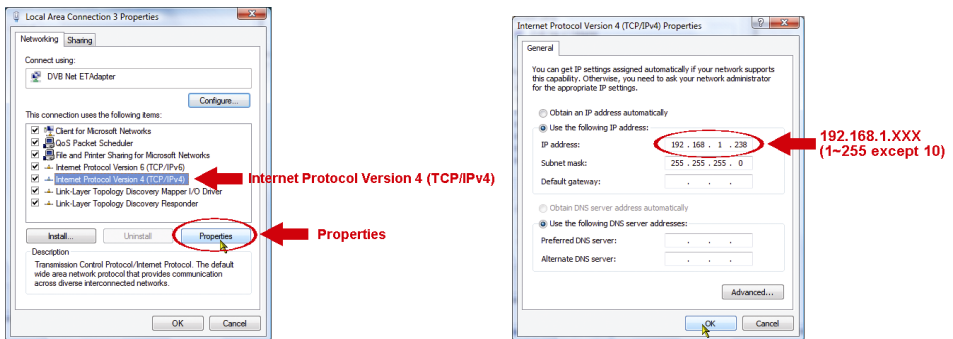 Local Area Connection 3 Properties
Networking Sharing
Connect using:
DVB Net ETAdapter
Configure...
This connection uses the following items:
Client for Microsoft Networks
QoS Packet Scheduler
File and Printer Sharing for Microsoft Networks
Internet Protocol Version 6 (TCP/IPv6)
Internet Protocol Version 4 (TCP/IPv4)
Link-Layer Topology Discovery Mapper I/O Driver
Link-Layer Topology Discovery Responder
Install... Uninstall Properties
Description
Transmission Control Protocol/Internet Protocol. The default
wide area network protocol that provides communication
across diverse interconnected networks.
OK Cancel
Internet Protocol Version 4 (TCP/IPv4)
Properties
Internet Protocol Version 4 (TCP/IPv4) Properties
General
You can get IP settings assigned automatically if your network supports
this capability. Otherwise, you need to ask your network administrator
for the appropriate IP settings.
Obtain an IP address automatically
Use the following IP address:
IP address: 192 . 168 . 1 . 238
Subnet mask: 255 . 255 . 255 . 0
Default gateway: . . .
Obtain DNS server address automatically
Use the following DNS server addresses:
Preferred DNS server: . . .
Alternate DNS server: . . .
Advanced...
OK Cancel
192.168.1.XXX
(1~255 except 10)